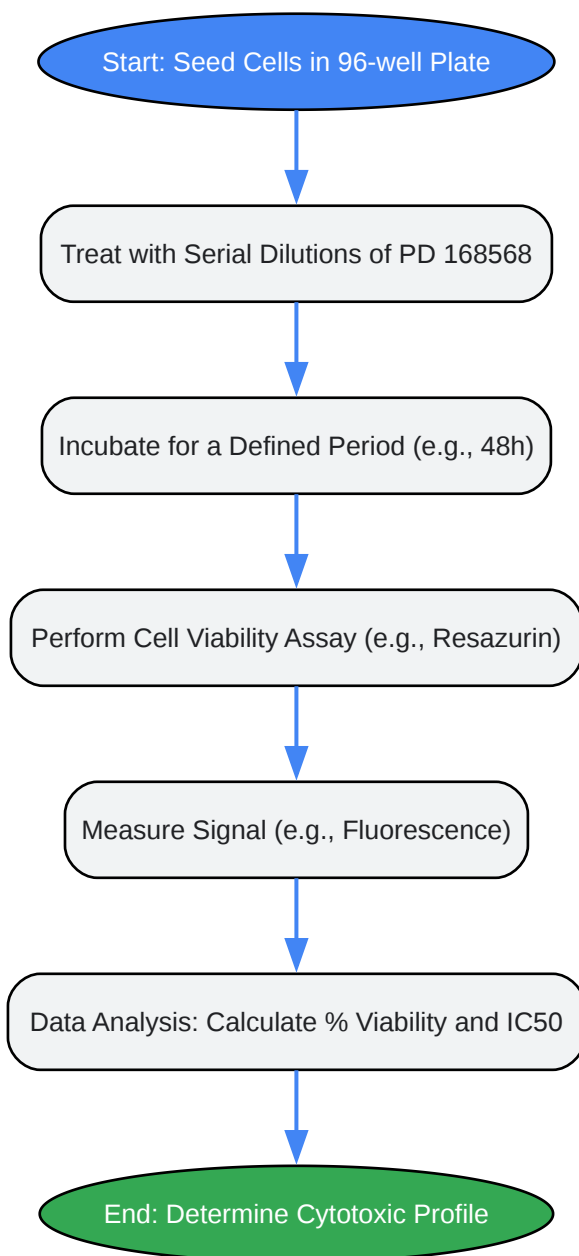 Start: Seed Cells in 96-well Plate
Treat with Serial Dilutions of PD 168568
Incubate for a Defined Period (e.g., 48h)
Perform Cell Viability Assay (e.g., Resazurin)
Measure Signal (e.g., Fluorescence)
Data Analysis: Calculate % Viability and IC50
End: Determine Cytotoxic Profile